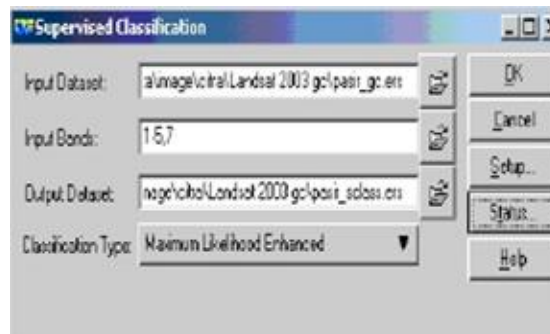 Supervised Classification
Input Dataset: a\image\citra\Landsat 2003 gc\pasir_gc.ers
OK
Input Bands: 1-5,7
Cancel
Setup...
Output Dataset: nage\citra\Landsat 2003 gc\pasir_sclass.ers
Status...
Classification Type: Maximum Likelihood Enhanced
Help